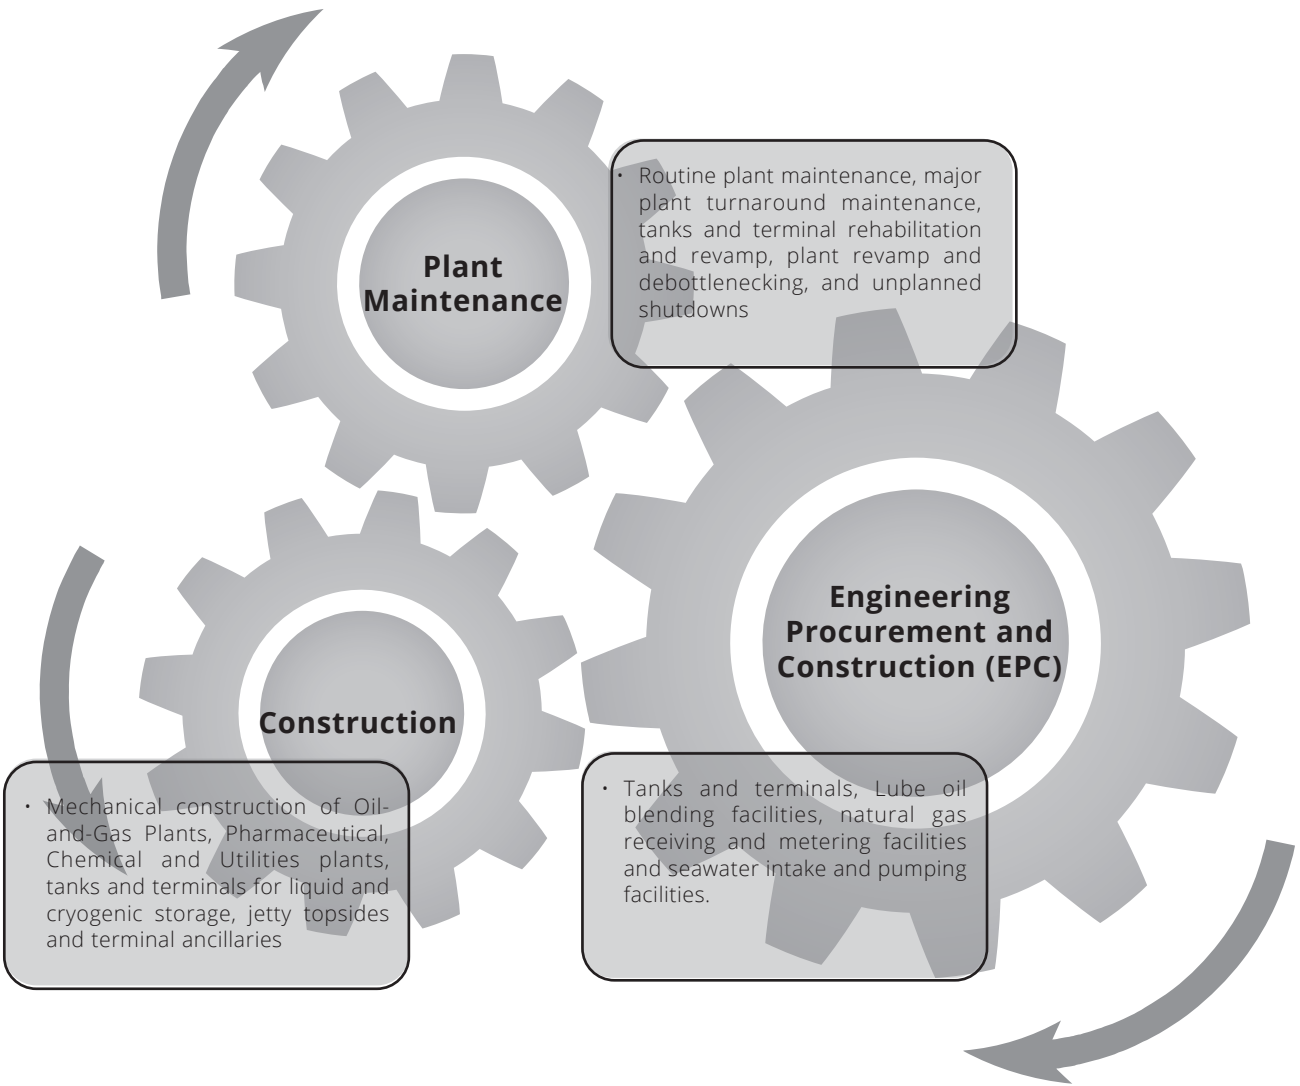 Plant
Maintenance
• Routine plant maintenance, major
plant turnaround maintenance,
tanks and terminal rehabilitation
and revamp, plant revamp and
debottlenecking, and unplanned
shutdowns
Engineering
Procurement and
Construction (EPC)
• Tanks and terminals, Lube oil
blending facilities, natural gas
receiving and metering facilities
and seawater intake and pumping
facilities.
Construction
• Mechanical construction of Oil-
and-Gas Plants, Pharmaceutical,
Chemical and Utilities plants,
tanks and terminals for liquid and
cryogenic storage, jetty topsides
and terminal ancillaries